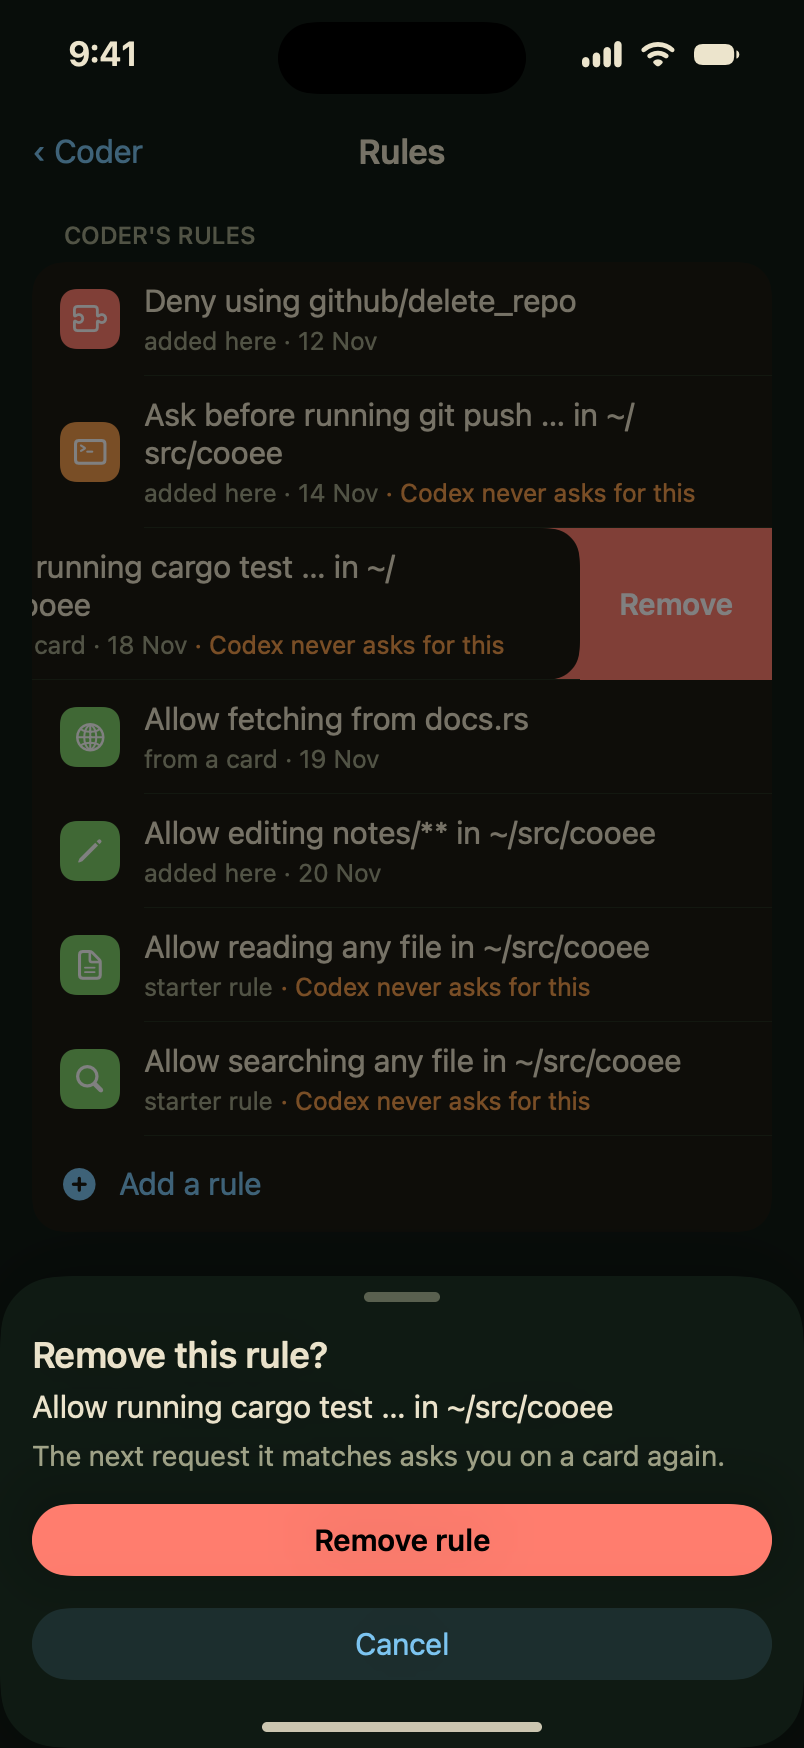 9:41
‹ Coder
Rules
CODER'S RULES
Deny using github/delete_repo
added here · 12 Nov
Ask before running git push ... in ~/
src/cooee
added here · 14 Nov · Codex never asks for this
running cargo test ... in ~/
ooee
card · 18 Nov · Codex never asks for this
Remove
Allow fetching from docs.rs
from a card · 19 Nov
Allow editing notes/** in ~/src/cooee
added here · 20 Nov
Allow reading any file in ~/src/cooee
starter rule · Codex never asks for this
Allow searching any file in ~/src/cooee
starter rule · Codex never asks for this
Add a rule
Remove this rule?
Allow running cargo test ... in ~/src/cooee
The next request it matches asks you on a card again.
Remove rule
Cancel